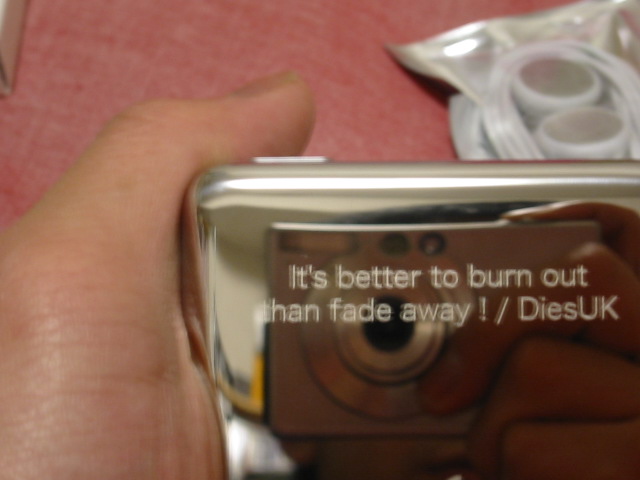 It's better to burn out
than fade away ! / DiesUK